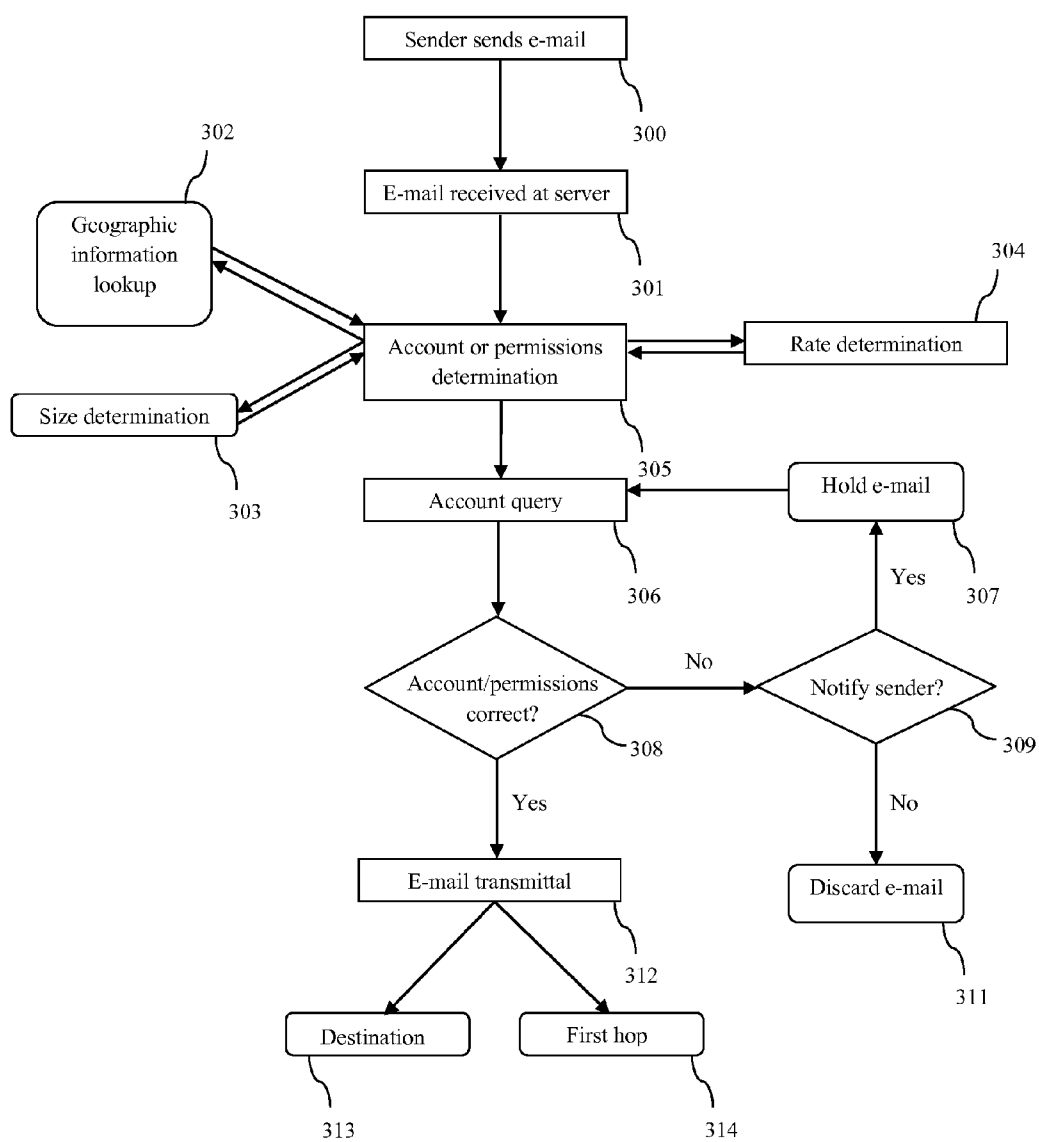 Sender sends e-mail
300
302
E-mail received at server
Geographic
information
lookup
301
304
Account or permissions
determination
Rate determination
Size determination
305
303
Account query
Hold e-mail
306
Yes
307
Account/permissions
correct?
No
Notify sender?
308
309
Yes
No
E-mail transmittal
Discard e-mail
312
311
Destination
First hop
313
314